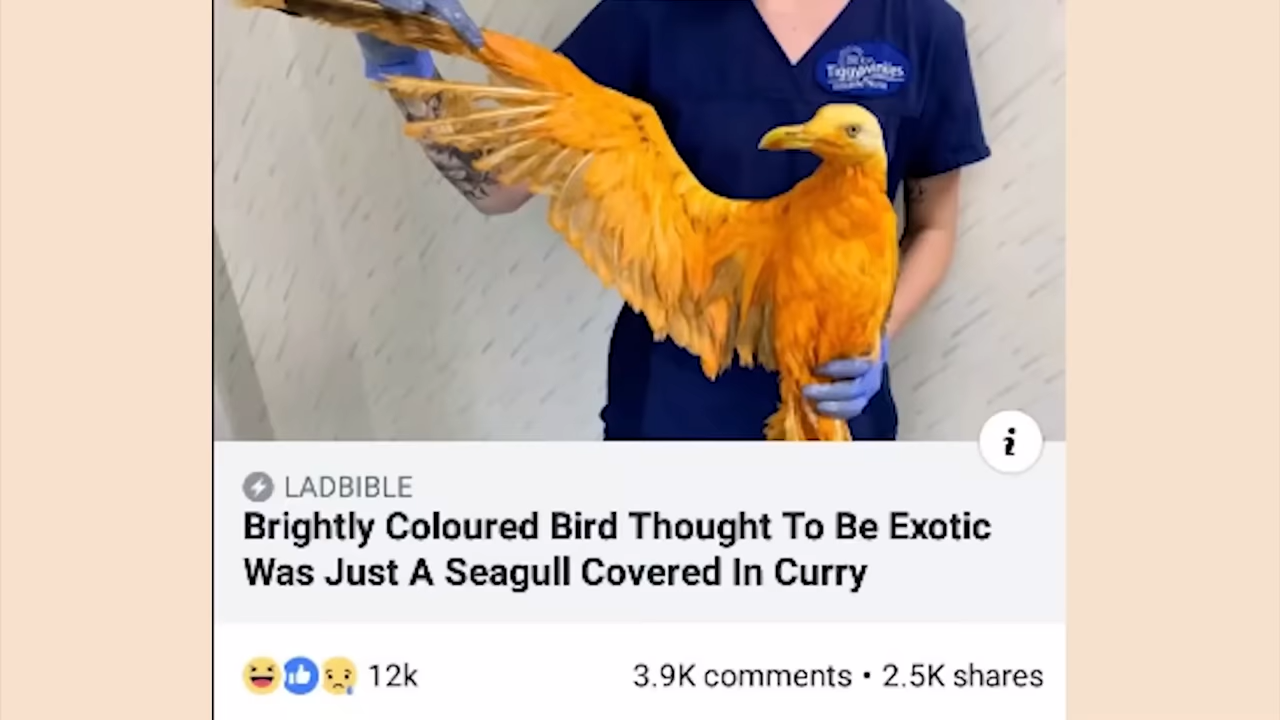 Tiggywinkles
LADBIBLE
Brightly Coloured Bird Thought To Be Exotic
Was Just A Seagull Covered In Curry
12k
3.9K comments • 2.5K shares